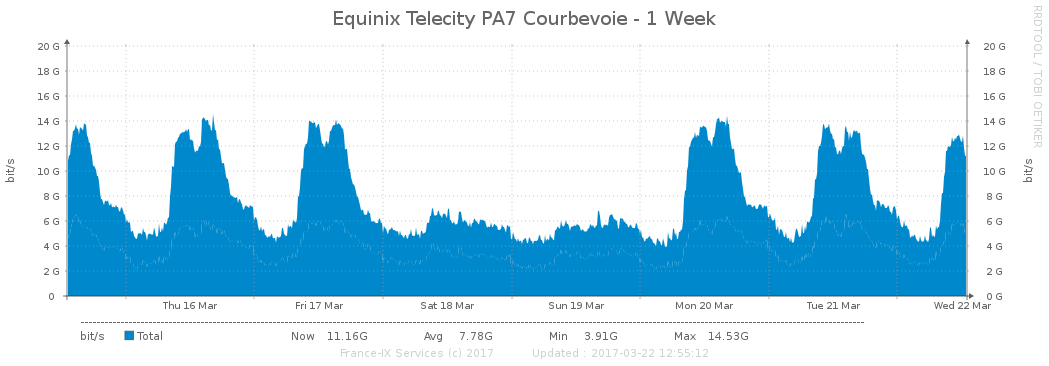 Equinix Telecity PA7 Courbevoie - 1 Week
RRDTOOL / TOBI OETIKER
20 G 20 G
18 G 18 G
16 G 16 G
14 G 14 G
12 G 12 G
10 G 10 G
8 G 8 G
6 G 6 G
4 G 4 G
2 G 2 G
0 0 G
bit/s bit/s
Thu 16 Mar Fri 17 Mar Sat 18 Mar Sun 19 Mar Mon 20 Mar Tue 21 Mar Wed 22 Mar
bit/s Total Now 11.16G Avg 7.78G Min 3.91G Max 14.53G
France-IX Services (c) 2017 Updated : 2017-03-22 12:55:12